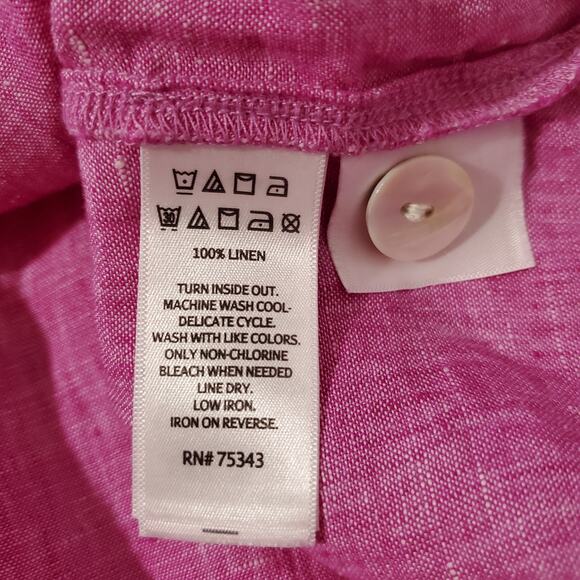 30
100% LINEN
TURN INSIDE OUT.
MACHINE WASH COOL-
DELICATE CYCLE.
WASH WITH LIKE COLORS.
ONLY NON-CHLORINE
BLEACH WHEN NEEDED
LINE DRY.
LOW IRON.
IRON ON REVERSE.
RN# 75343